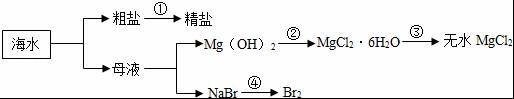 海水
粗盐 ① 精盐
母液
Mg（OH）2 ② MgCl2·6H2O ③ 无水 MgCl2
NaBr ④ Br2